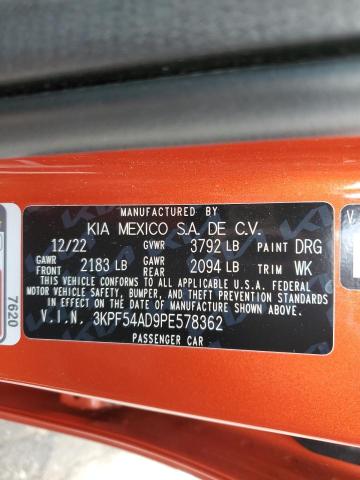 MANUFACTURED BY
KIA MEXICO S.A. DE C.V.
12/22 GVWR 3792 LB PAINT DRG
GAWR FRONT 2183 LB GAWR REAR 2094 LB TRIM WK
THIS VEHICLE CONFORMS TO ALL APPLICABLE U.S.A. FEDERAL
MOTOR VEHICLE SAFETY, BUMPER, AND THEFT PREVENTION
STANDARDS IN EFFECT ON THE DATE OF MANUFACTURE SHOWN ABOVE.
V.I.N. 3KPF54AD9PE578362
PASSENGER CAR
7620